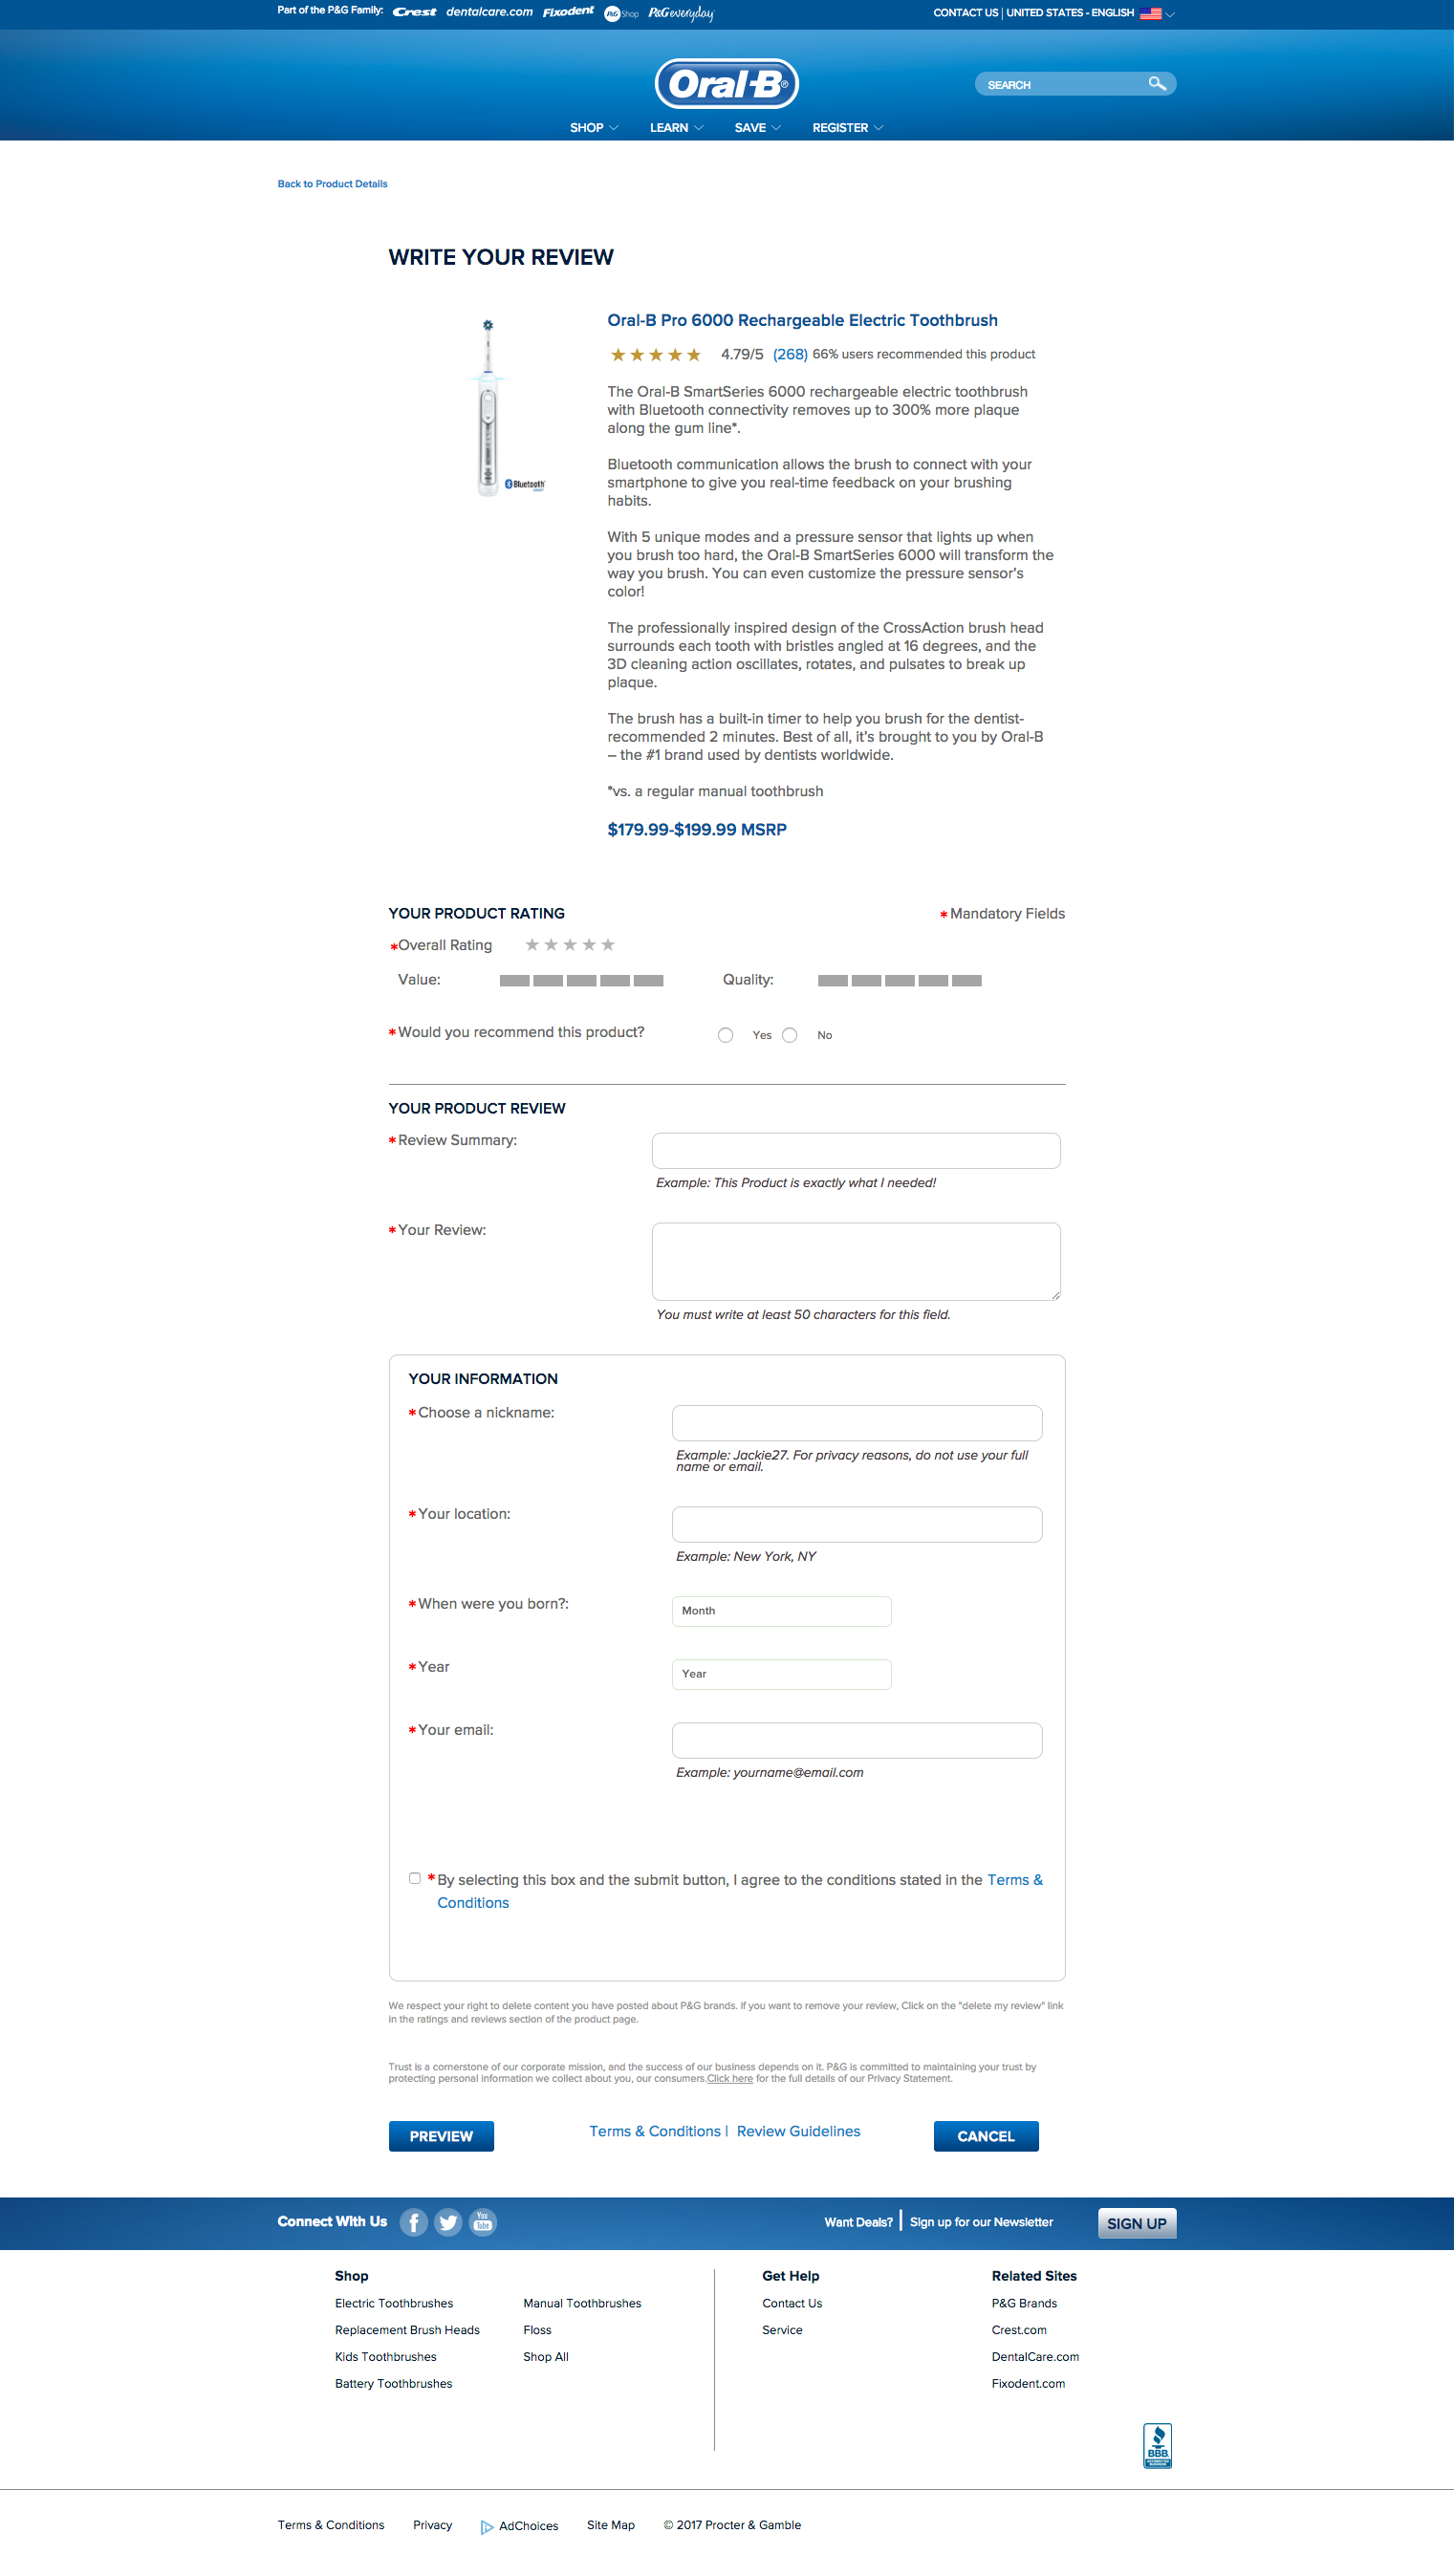 Part of the P&G Family: Crest dentalcare.com Fixodent P&G Shop P&G everyday
CONTACT US | UNITED STATES - ENGLISH
Oral-B®
SEARCH
SHOP LEARN SAVE REGISTER
Back to Product Details
WRITE YOUR REVIEW
Oral-B Pro 6000 Rechargeable Electric Toothbrush
4.79/5 (268) 66% users recommended this product
The Oral-B SmartSeries 6000 rechargeable electric toothbrush
with Bluetooth connectivity removes up to 300% more plaque
along the gum line*.
Bluetooth communication allows the brush to connect with your
smartphone to give you real-time feedback on your brushing
habits.
Bluetooth
With 5 unique modes and a pressure sensor that lights up when
you brush too hard, the Oral-B SmartSeries 6000 will transform the
way you brush. You can even customize the pressure sensor's
color!
The professionally inspired design of the CrossAction brush head
surrounds each tooth with bristles angled at 16 degrees, and the
3D cleaning action oscillates, rotates, and pulsates to break up
plaque.
The brush has a built-in timer to help you brush for the dentist-
recommended 2 minutes. Best of all, it's brought to you by Oral-B
– the #1 brand used by dentists worldwide.
*vs. a regular manual toothbrush
$179.99-$199.99 MSRP
YOUR PRODUCT RATING
* Mandatory Fields
*Overall Rating
Value:
Quality:
*Would you recommend this product? Yes No
YOUR PRODUCT REVIEW
*Review Summary:
Example: This Product is exactly what I needed!
*Your Review:
You must write at least 50 characters for this field.
YOUR INFORMATION
*Choose a nickname:
Example: Jackie27. For privacy reasons, do not use your full
name or email.
*Your location:
Example: New York, NY
*When were you born?: Month
*Year Year
*Your email:
Example: yourname@email.com
*By selecting this box and the submit button, I agree to the conditions stated in the Terms &
Conditions
We respect your right to delete content you have posted about P&G brands. if you want to remove your review, Click on the "delete my review" link
in the ratings and reviews section of the product page.
Trust is a cornerstone of our corporate mission, and the success of our business depends on it. P&G is committed to maintaining your trust by
protecting personal information we collect about you, our consumers.Click here for the full details of our Privacy Statement.
PREVIEW
Terms & Conditions | Review Guidelines
CANCEL
Connect With Us You Tube
Want Deals? | Sign up for our Newsletter
SIGN UP
Shop
Electric Toothbrushes
Replacement Brush Heads
Kids Toothbrushes
Battery Toothbrushes
Manual Toothbrushes
Floss
Shop All
Get Help
Contact Us
Service
Related Sites
P&G Brands
Crest.com
DentalCare.com
Fixodent.com
BBB
Terms & Conditions Privacy AdChoices Site Map © 2017 Procter & Gamble